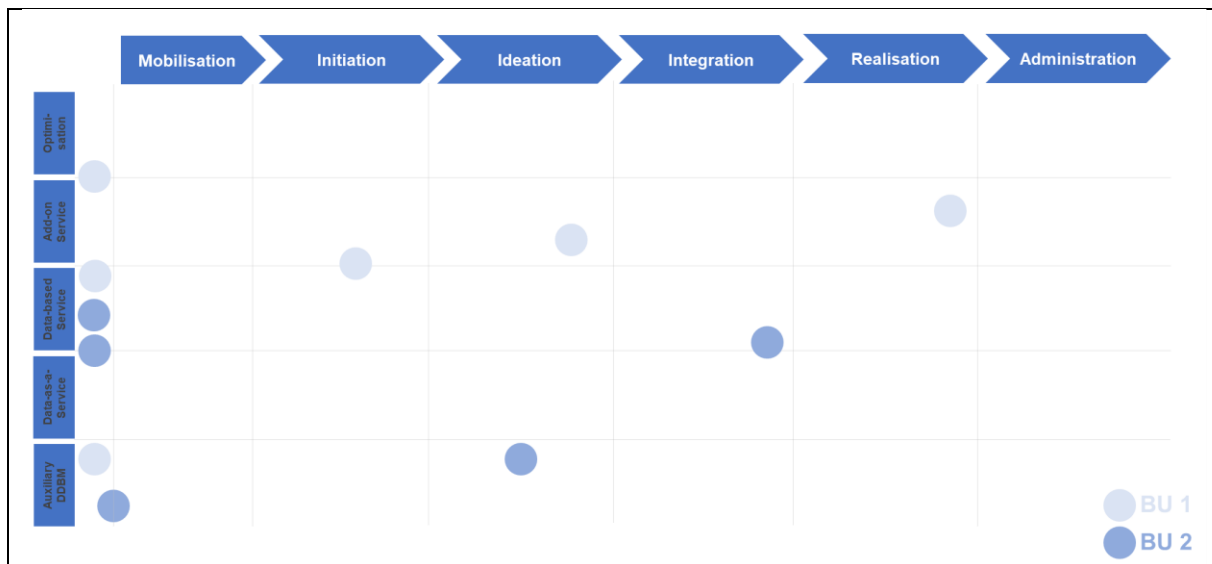 Mobilisation
Initiation
Ideation
Integration
Realisation
Administration
Optimi-
sation
Add-on
Service
Data-based
Service
Data-as-a-
Service
Auxiliary
DDBM
BU 1
BU 2